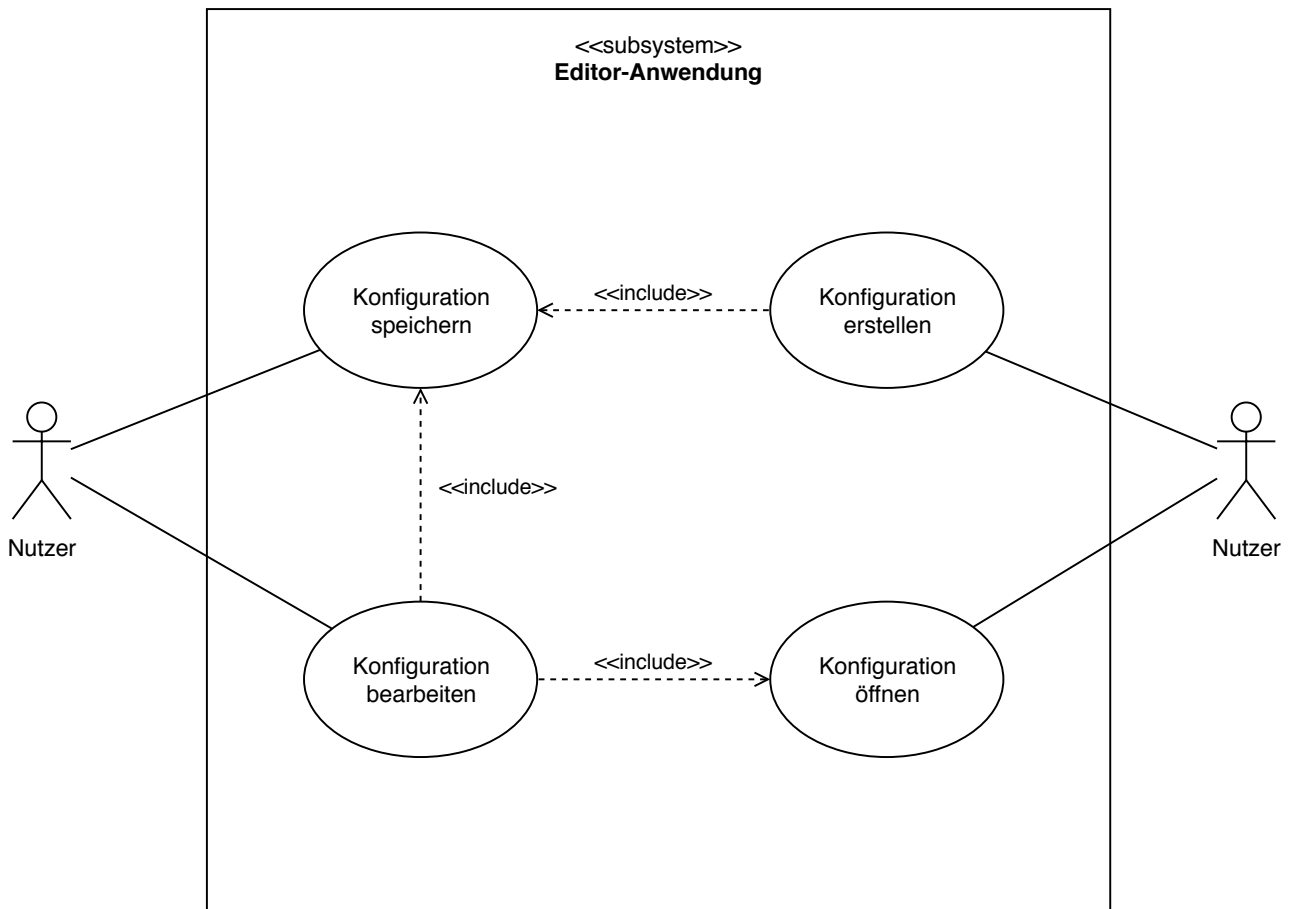 <<subsystem>>
Editor-Anwendung
Konfiguration
speichern
<<include>>
Konfiguration
erstellen
Nutzer
<<include>>
Nutzer
Konfiguration
bearbeiten
<<include>>
Konfiguration
öffnen